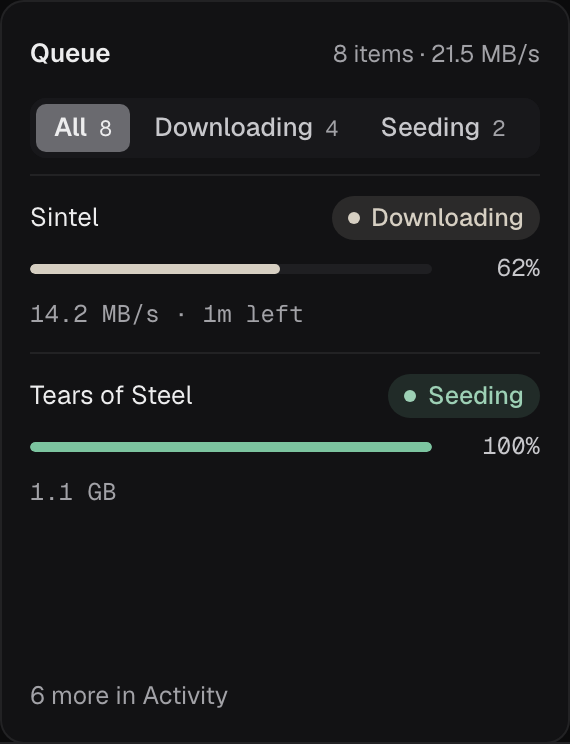 Queue 8 items · 21.5 MB/s
All 8 Downloading 4 Seeding 2
Sintel Downloading
62%
14.2 MB/s · 1m left
Tears of Steel Seeding
100%
1.1 GB
6 more in Activity